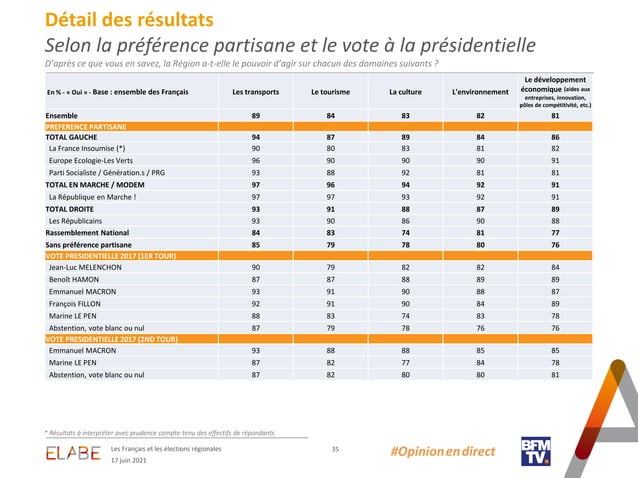 Détail des résultats
Selon la préférence partisane et le vote à la présidentielle
D'après ce que vous en savez, la Région a-t-elle le pouvoir d'agir sur chacun des domaines suivants ?
En % - « Oui » - Base : ensemble des Français Les transports Le tourisme La culture L'environnement Le développement économique (aides aux entreprises, innovation, pôles de compétitivité, etc.)
Ensemble 89 84 83 82 81
PREFERENCE PARTISANE
TOTAL GAUCHE 94 87 89 84 86
La France Insoumise (*) 90 80 83 81 82
Europe Ecologie-Les Verts 96 90 90 90 91
Parti Socialiste / Génération.s / PRG 93 88 92 81 81
TOTAL EN MARCHE / MODEM 97 96 94 92 91
La République en Marche ! 97 97 93 92 91
TOTAL DROITE 93 91 88 87 89
Les Républicains 93 90 86 90 88
Rassemblement National 84 83 74 81 77
Sans préférence partisane 85 79 78 80 76
VOTE PRESIDENTIELLE 2017 (1ER TOUR)
Jean-Luc MELENCHON 90 79 82 82 84
Benoît HAMON 87 87 88 89 89
Emmanuel MACRON 93 91 90 88 87
François FILLON 92 91 90 84 89
Marine LE PEN 88 83 74 83 78
Abstention, vote blanc ou nul 87 79 78 76 76
VOTE PRESIDENTIELLE 2017 (2ND TOUR)
Emmanuel MACRON 93 88 88 85 85
Marine LE PEN 87 82 77 84 78
Abstention, vote blanc ou nul 87 82 80 80 81
* Résultats à interpréter avec prudence compte-tenu des effectifs de répondants
ELABE
Les Français et les élections régionales
17 juin 2021
35
#Opinion en direct
BFM
TV.